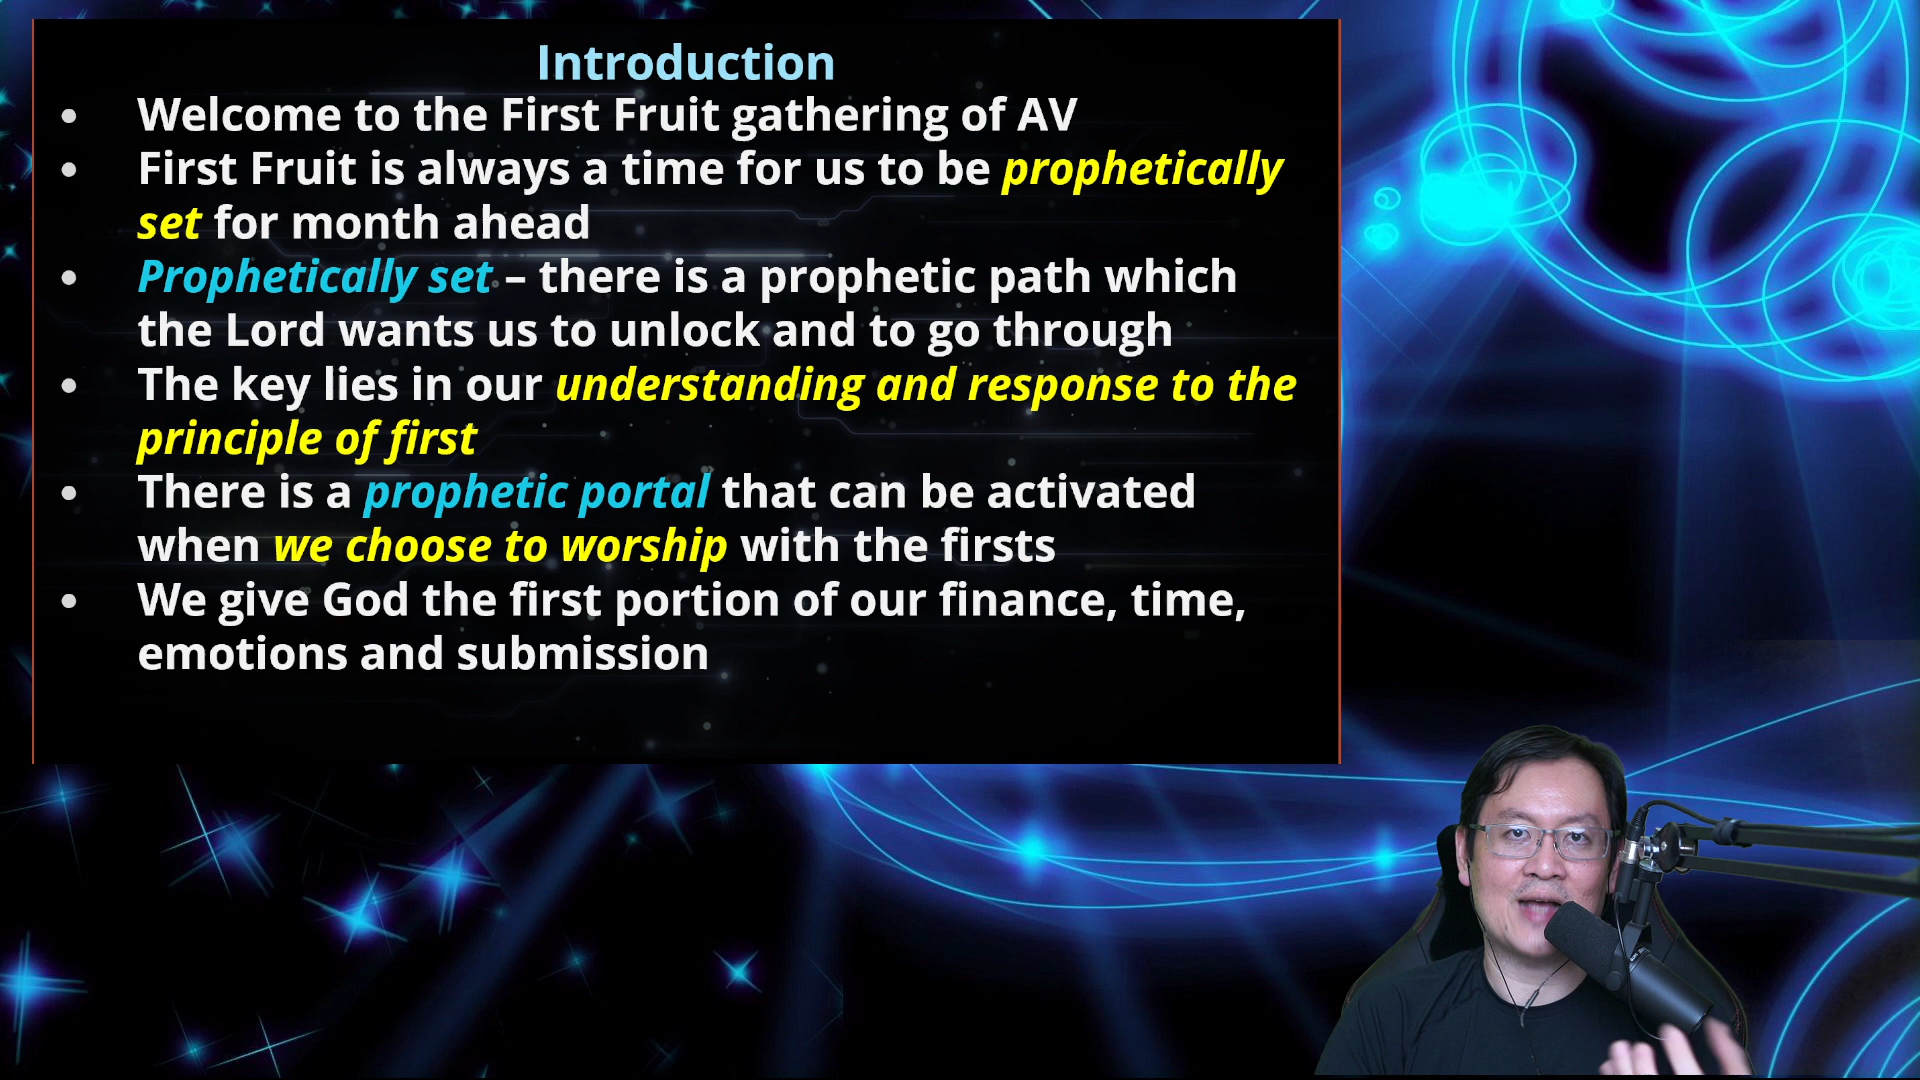 Introduction
• Welcome to the First Fruit gathering of AV
• First Fruit is always a time for us to be prophetically
set for month ahead
• Prophetically set – there is a prophetic path which
the Lord wants us to unlock and to go through
• The key lies in our understanding and response to the
principle of first
• There is a prophetic portal that can be activated
when we choose to worship with the firsts
• We give God the first portion of our finance, time,
emotions and submission